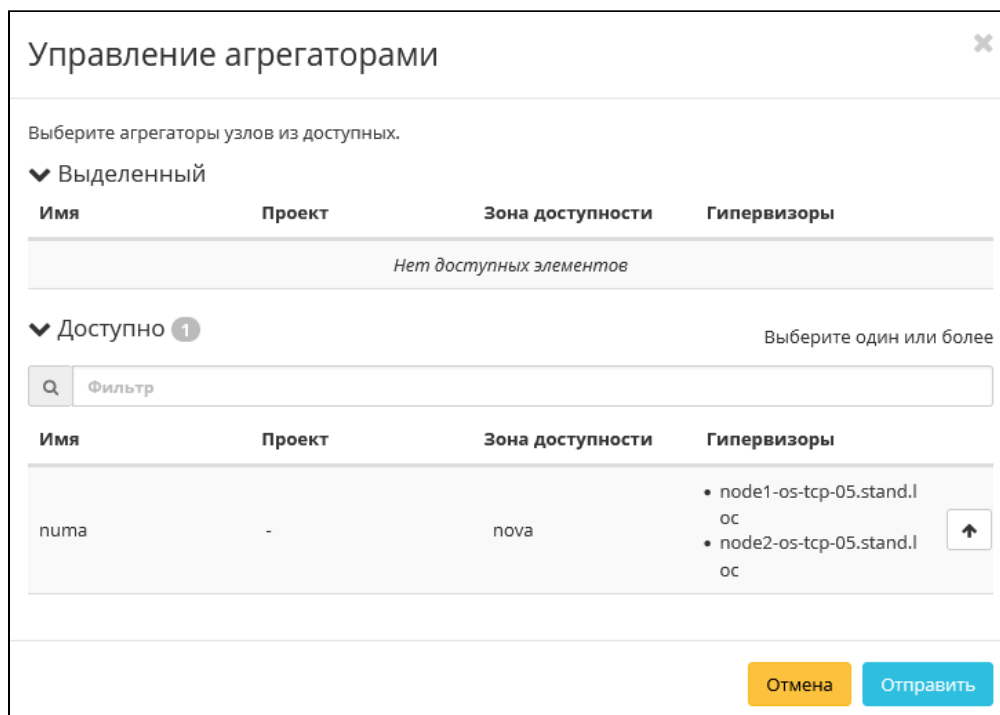 Управление агрегаторами
Выберите агрегаторы узлов из доступных.
Выделенный
Имя Проект Зона доступности Гипервизоры
Нет доступных элементов
Доступно 1
Выберите один или более
Фильтр
Имя Проект Зона доступности Гипервизоры
numa - nova
node1-os-tcp-05.stand.l
oc
node2-os-tcp-05.stand.l
oc
Отмена Отправить